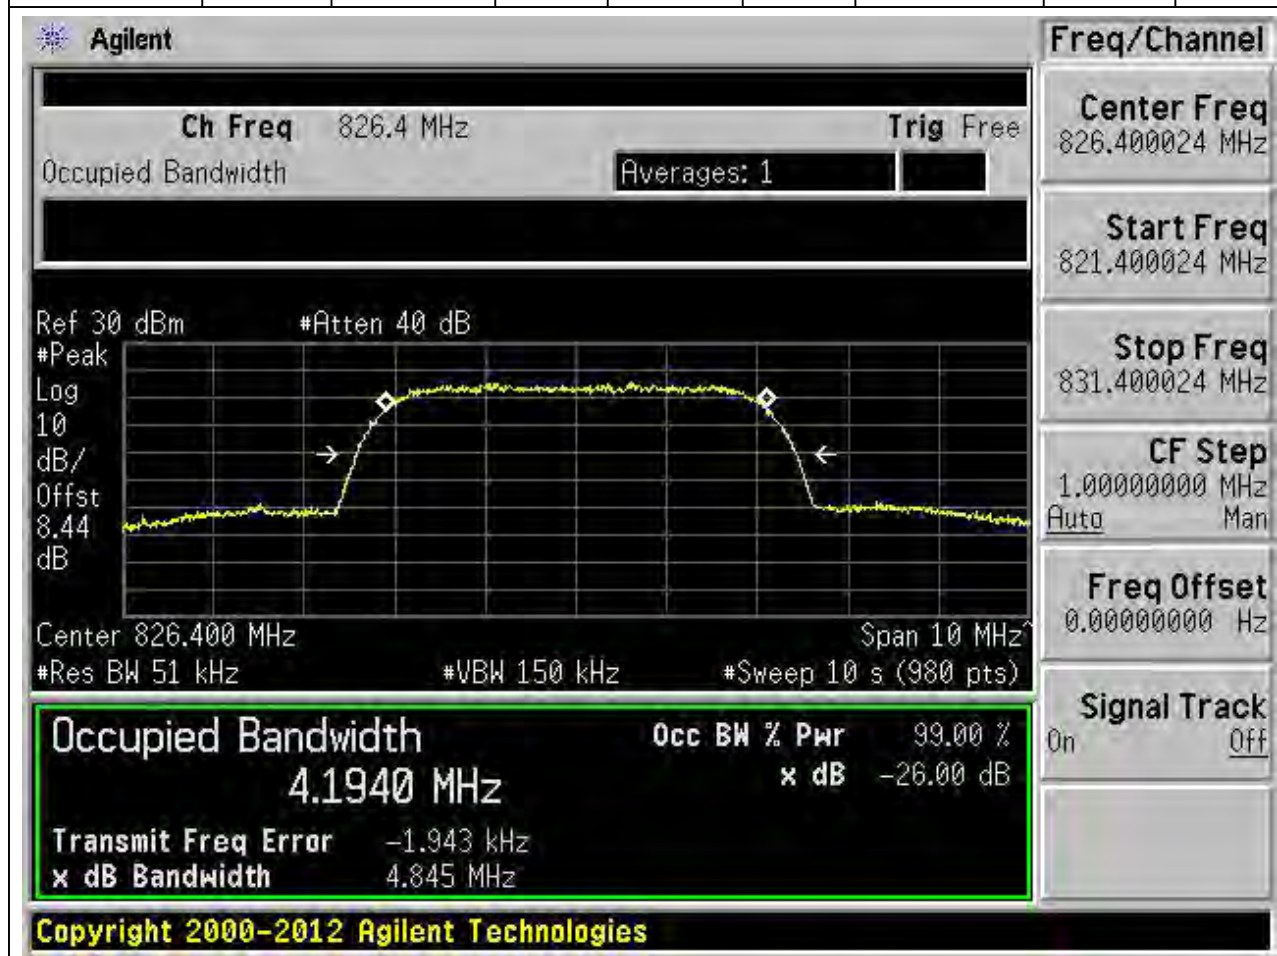 Agilent
Freq/Channel
Ch Freq 826.4 MHz Trig Free
Occupied Bandwidth Averages: 1
Center Freq
826.400024 MHz
Start Freq
821.400024 MHz
Stop Freq
831.400024 MHz
CF Step
1.00000000 MHz
Auto Man
Freq Offset
0.00000000 Hz
Signal Track
On Off
Ref 30 dBm #Atten 40 dB
#Peak
Log
10
dB/
Offst
8.44
dB
Center 826.400 MHz Span 10 MHz^
#Res BW 51 kHz #VBW 150 kHz #Sweep 10 s (980 pts)
Occupied Bandwidth Occ BW % Pwr 99.00 %
4.1940 MHz x dB -26.00 dB
Transmit Freq Error -1.943 kHz
x dB Bandwidth 4.845 MHz
Copyright 2000-2012 Agilent Technologies